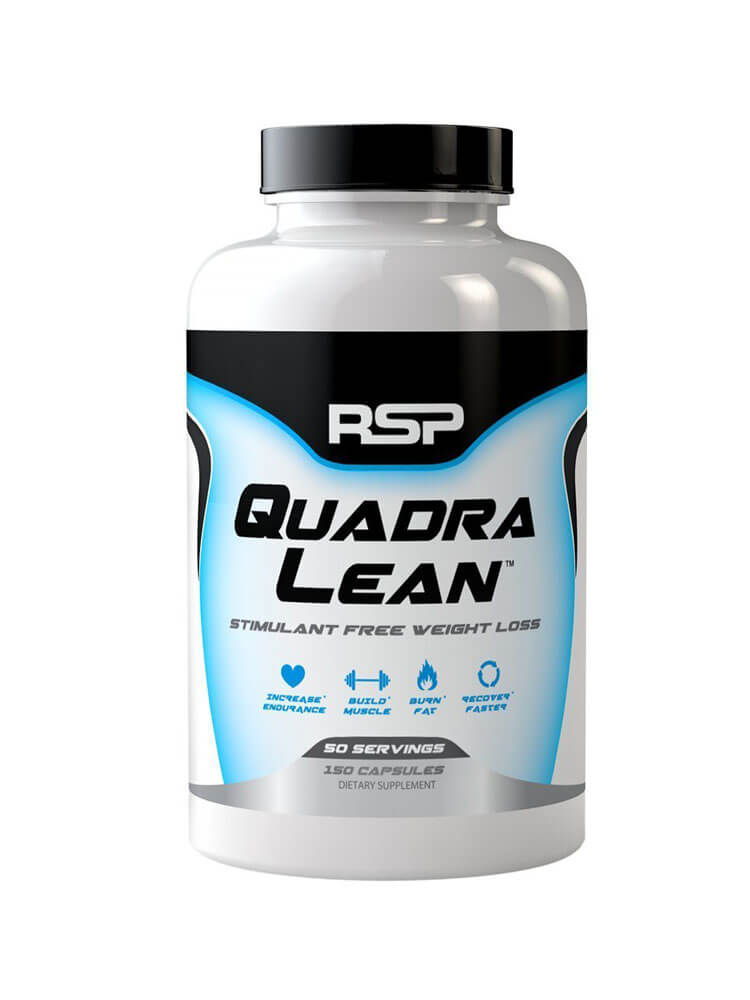 RSP
QUADRA
LEAN™
STIMULANT FREE WEIGHT LOSS
INCREASE* BUILD* BURN* RECOVER*
ENDURANCE MUSCLE FAT FASTER
50 SERVINGS
150 CAPSULES
DIETARY SUPPLEMENT